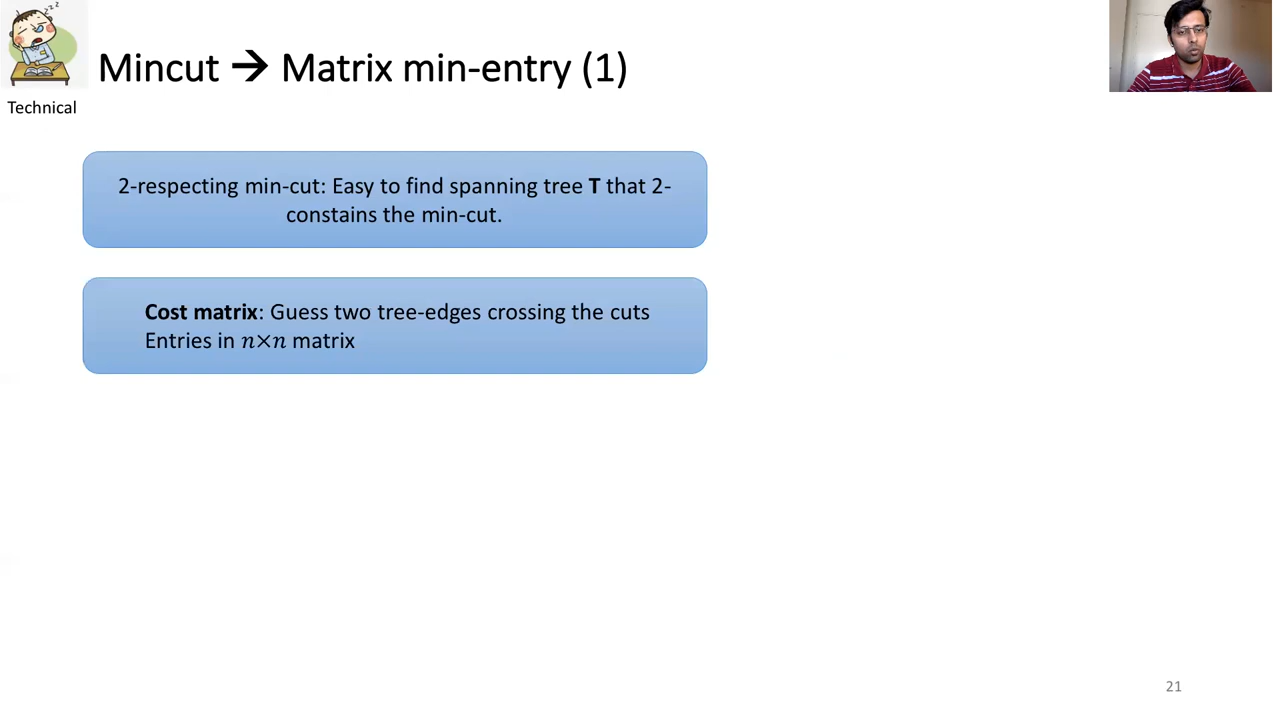 zzz
Mincut → Matrix min-entry (1)
Technical
2-respecting min-cut: Easy to find spanning tree T that 2-
constains the min-cut.
Cost matrix: Guess two tree-edges crossing the cuts
Entries in n×n matrix
21